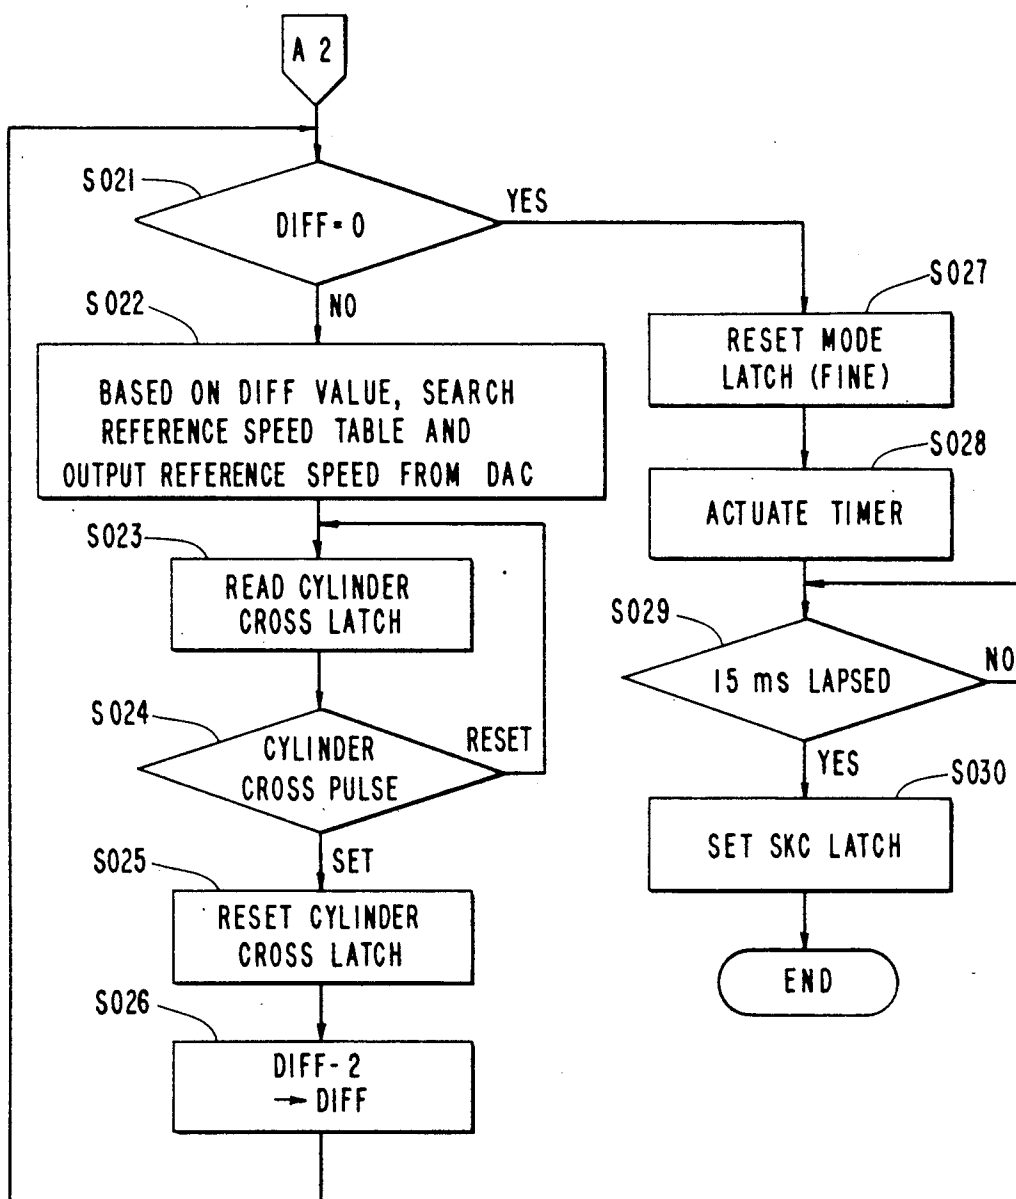 A 2
S021
DIFF=0
YES
NO
S022
BASED ON DIFF VALUE, SEARCH
REFERENCE SPEED TABLE AND
OUTPUT REFERENCE SPEED FROM DAC
S023
READ CYLINDER
CROSS LATCH
S024
CYLINDER
CROSS PULSE
RESET
SET
S025
RESET CYLINDER
CROSS LATCH
S026
DIFF-2
→ DIFF
S027
RESET MODE
LATCH (FINE)
S028
ACTUATE TIMER
S029
15 ms LAPSED
NO
YES
S030
SET SKC LATCH
END